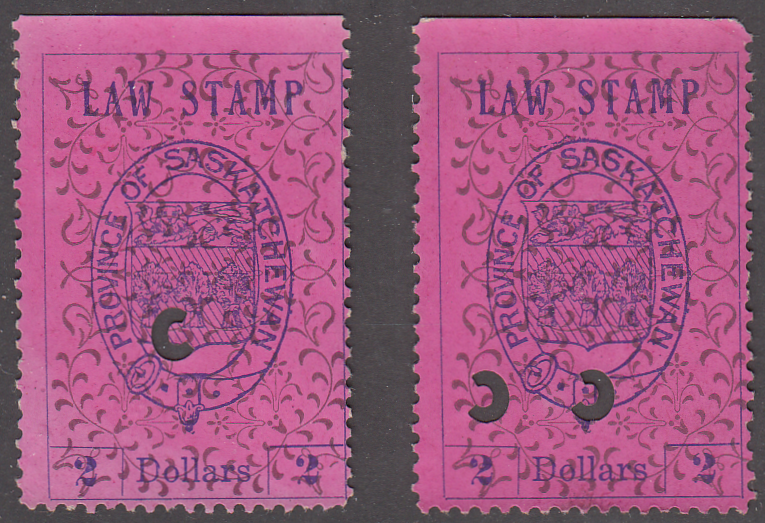 LAW STAMP
PROVINCE OF SASKATCHEWAN
2 Dollars 2
LAW STAMP
PROVINCE OF SASKATCHEWAN
2 Dollars 2